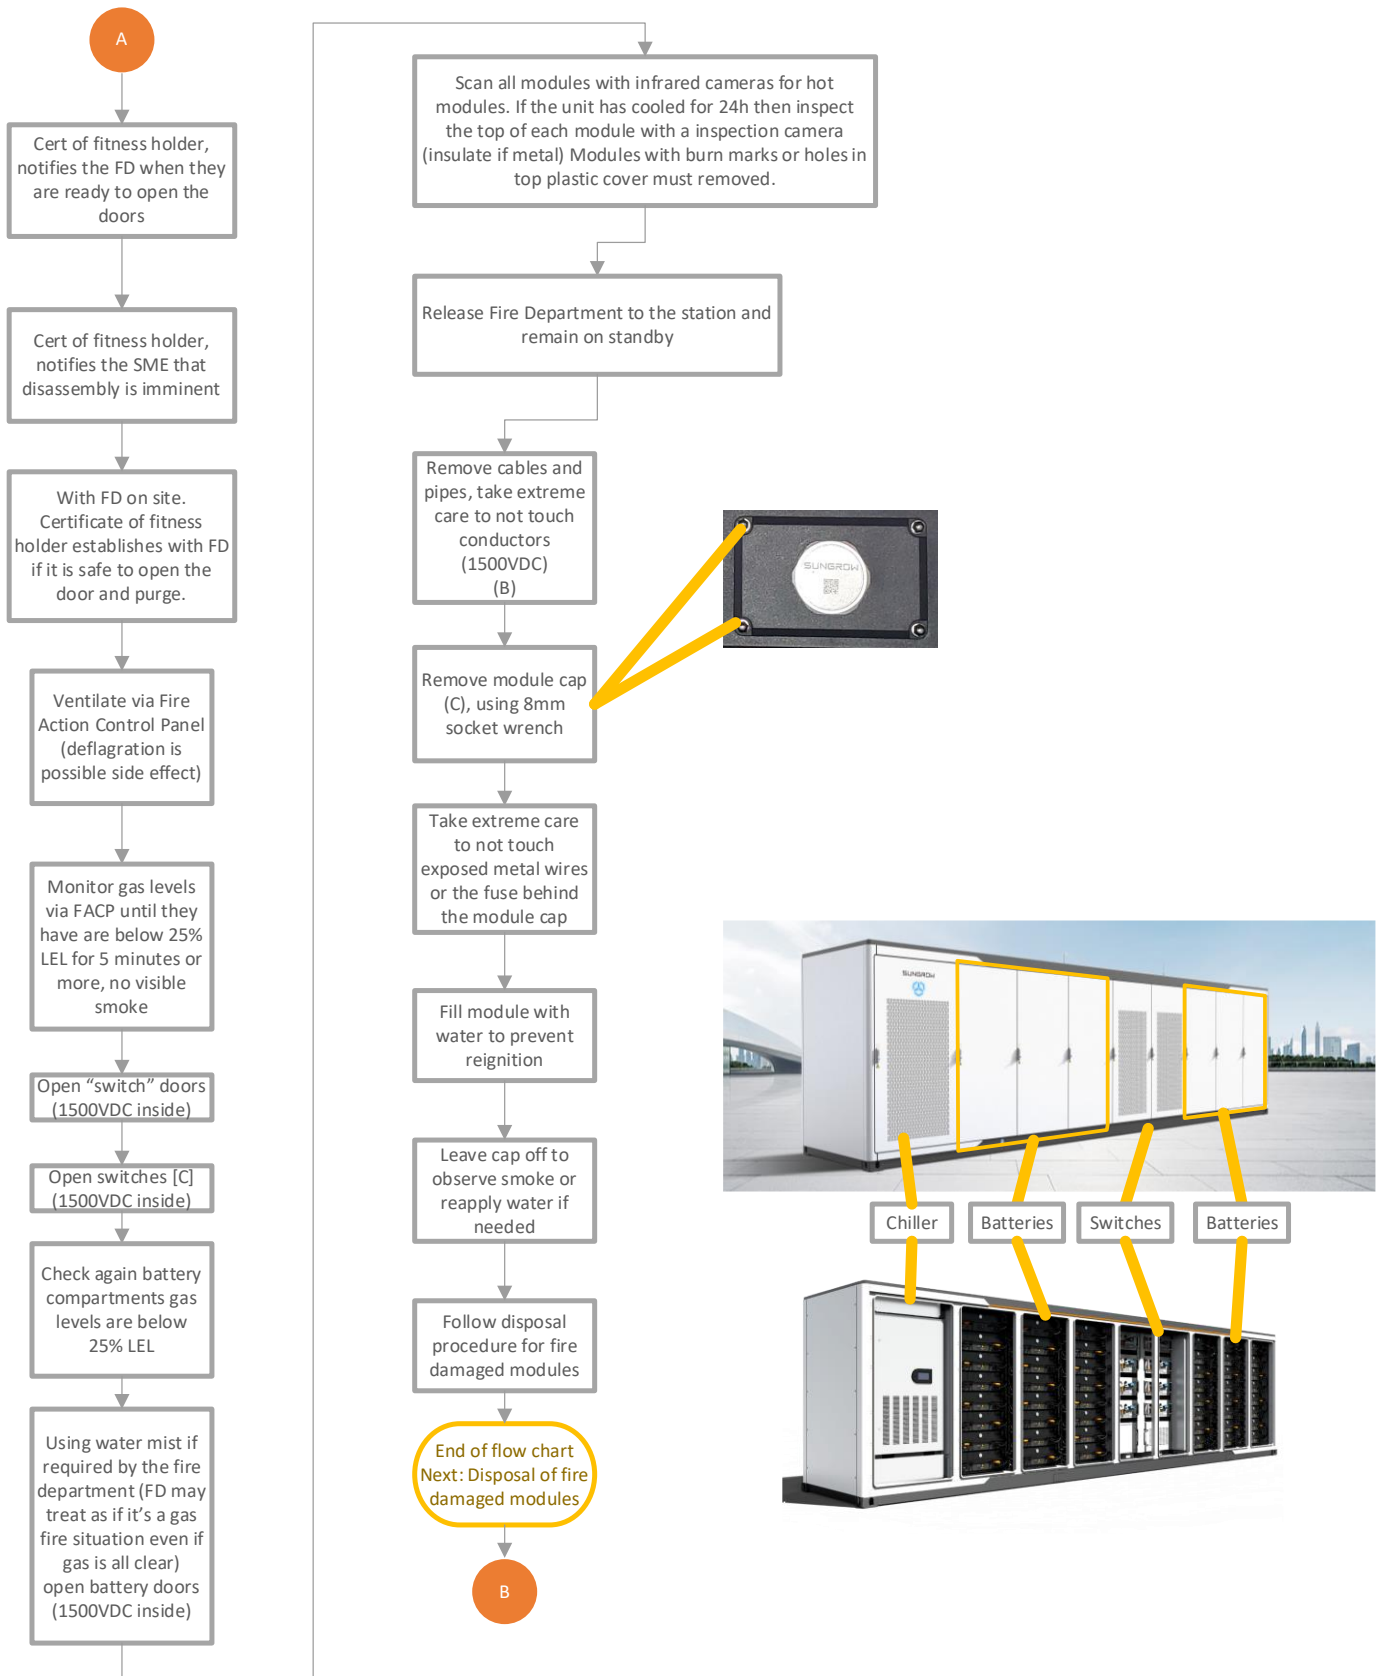 A
Cert of fitness holder,
notifies the FD when they
are ready to open the
doors
Cert of fitness holder,
notifies the SME that
disassembly is imminent
With FD on site.
Certificate of fitness
holder establishes with FD
if it is safe to open the
door and purge.
Ventilate via Fire
Action Control Panel
(deflagration is
possible side effect)
Monitor gas levels
via FACP until they
have are below 25%
LEL for 5 minutes or
more, no visible
smoke
Open “switch” doors
(1500VDC inside)
Open switches [C]
(1500VDC inside)
Check again battery
compartments gas
levels are below
25% LEL
Using water mist if
required by the fire
department (FD may
treat as if it’s a gas
fire situation even if
gas is all clear)
open battery doors
(1500VDC inside)
Scan all modules with infrared cameras for hot
modules. If the unit has cooled for 24h then inspect
the top of each module with a inspection camera
(insulate if metal) Modules with burn marks or holes in
top plastic cover must removed.
Release Fire Department to the station and
remain on standby
Remove cables and
pipes, take extreme
care to not touch
conductors
(1500VDC)
(B)
Remove module cap
(C), using 8mm
socket wrench
Take extreme care
to not touch
exposed metal wires
or the fuse behind
the module cap
Fill module with
water to prevent
reignition
Leave cap off to
observe smoke or
reapply water if
needed
Follow disposal
procedure for fire
damaged modules
End of flow chart
Next: Disposal of fire
damaged modules
B
SUNGROW
SUNGROW
Chiller
Batteries
Switches
Batteries